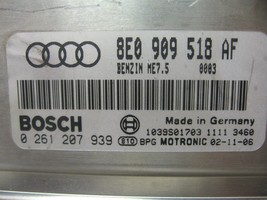 8E0 909 518 AF
BENZIN ME7.5 0003
BOSCH
0 261 207 939
Made in Germany
1039S01703 1111 3460
010 BPG MOTRONIC 02-11-06